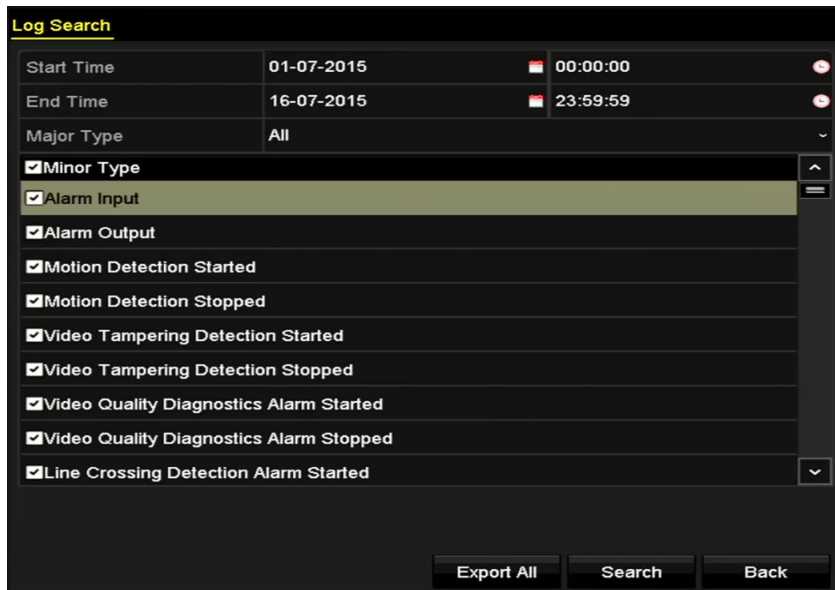 Log Search
Start Time 01-07-2015 00:00:00
End Time 16-07-2015 23:59:59
Major Type All
Minor Type
Alarm Input
Alarm Output
Motion Detection Started
Motion Detection Stopped
Video Tampering Detection Started
Video Tampering Detection Stopped
Video Quality Diagnostics Alarm Started
Video Quality Diagnostics Alarm Stopped
Line Crossing Detection Alarm Started
Export All Search Back